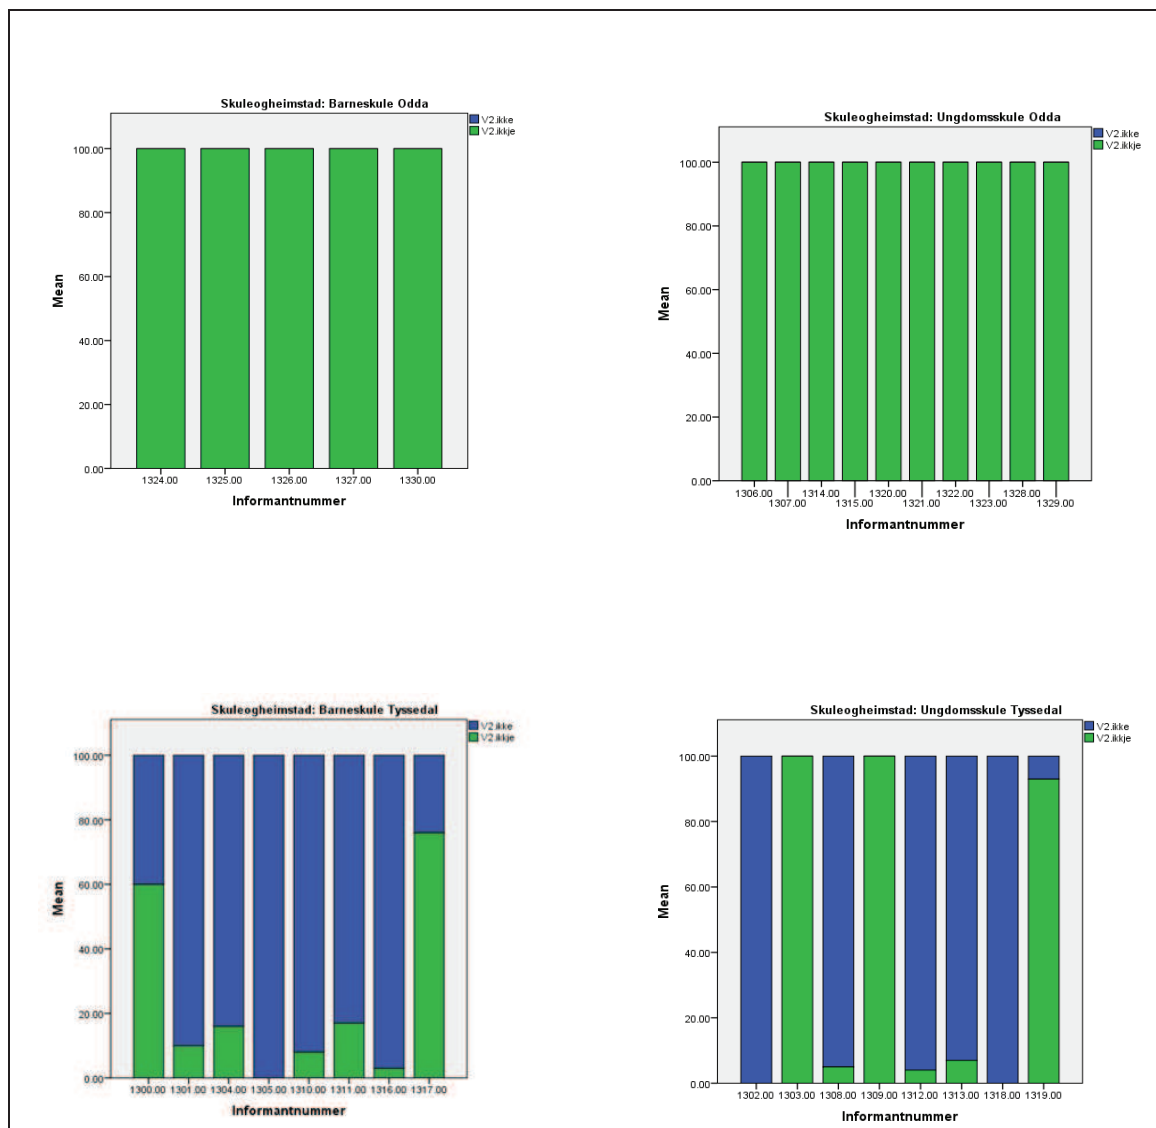 Skuleogheimstad: Barneskule Odda
V2.ikke
V2.ikkje
100.00
80.00
60.00
40.00
20.00
0.00
Mean
1324.00 1325.00 1326.00 1327.00 1330.00
Informantnummer
Skuleogheimstad: Ungdomsskule Odda
V2.ikke
V2.ikkje
100.00
80.00
60.00
40.00
20.00
0.00
Mean
1306.00 1314.00 1320.00 1322.00 1328.00
1307.00 1315.00 1321.00 1323.00 1329.00
Informantnummer
Skuleogheimstad: Barneskule Tyssedal
V2.ikke
V2.ikkje
100.00
80.00
60.00
40.00
20.00
0.00
Mean
1300.00 1301.00 1304.00 1305.00 1310.00 1311.00 1316.00 1317.00
Informantnummer
Skuleogheimstad: Ungdomsskule Tyssedal
V2.ikke
V2.ikkje
100.00
80.00
60.00
40.00
20.00
0.00
Mean
1302.00 1303.00 1308.00 1309.00 1312.00 1313.00 1318.00 1319.00
Informantnummer